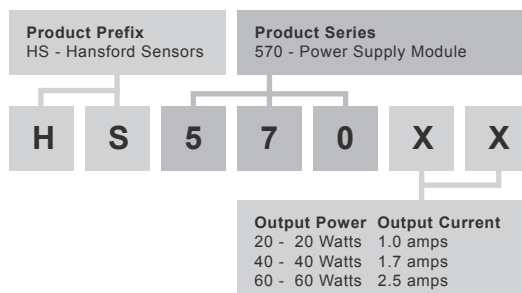 Product Prefix
HS - Hansford Sensors
Product Series
570 - Power Supply Module
H S 5 7 0 X X
Output Power Output Current
20 - 20 Watts 1.0 amps
40 - 40 Watts 1.7 amps
60 - 60 Watts 2.5 amps